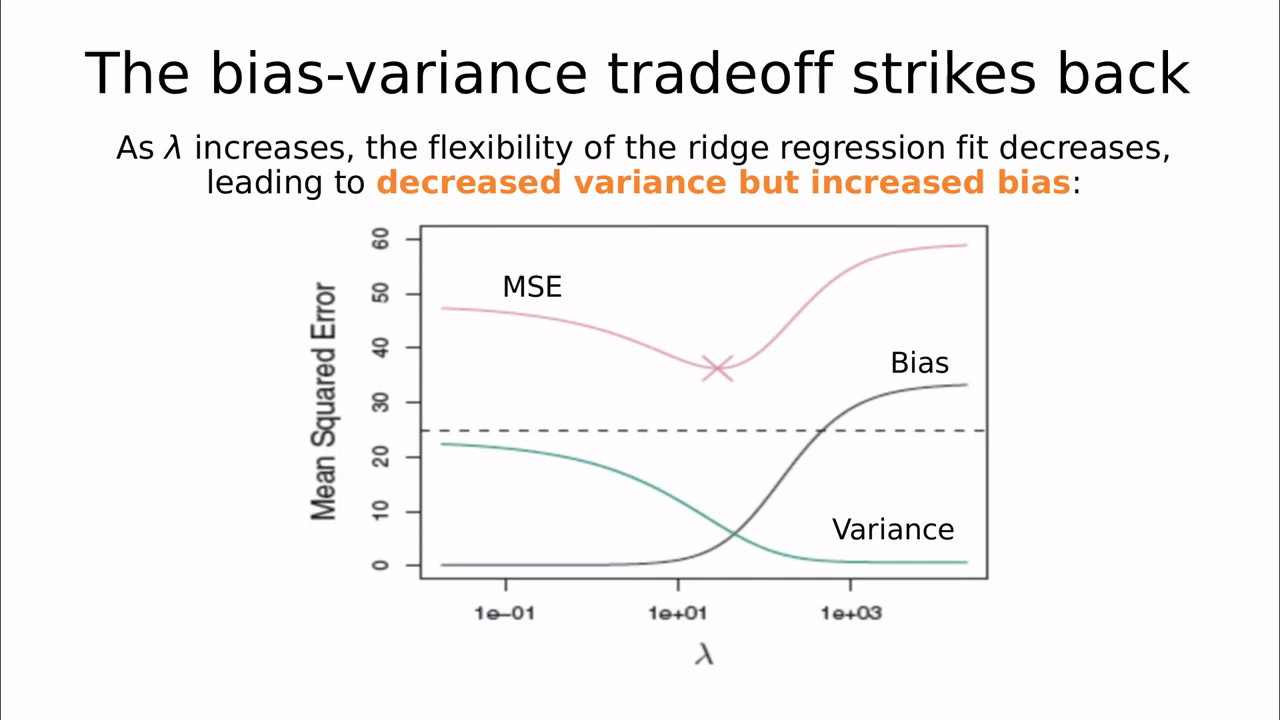 The bias-variance tradeoff strikes back
As λ increases, the flexibility of the ridge regression fit decreases,
leading to decreased variance but increased bias:
Mean Squared Error
60
50
40
30
20
10
0
MSE
Bias
Variance
1e−01
1e+01
1e+03
λ